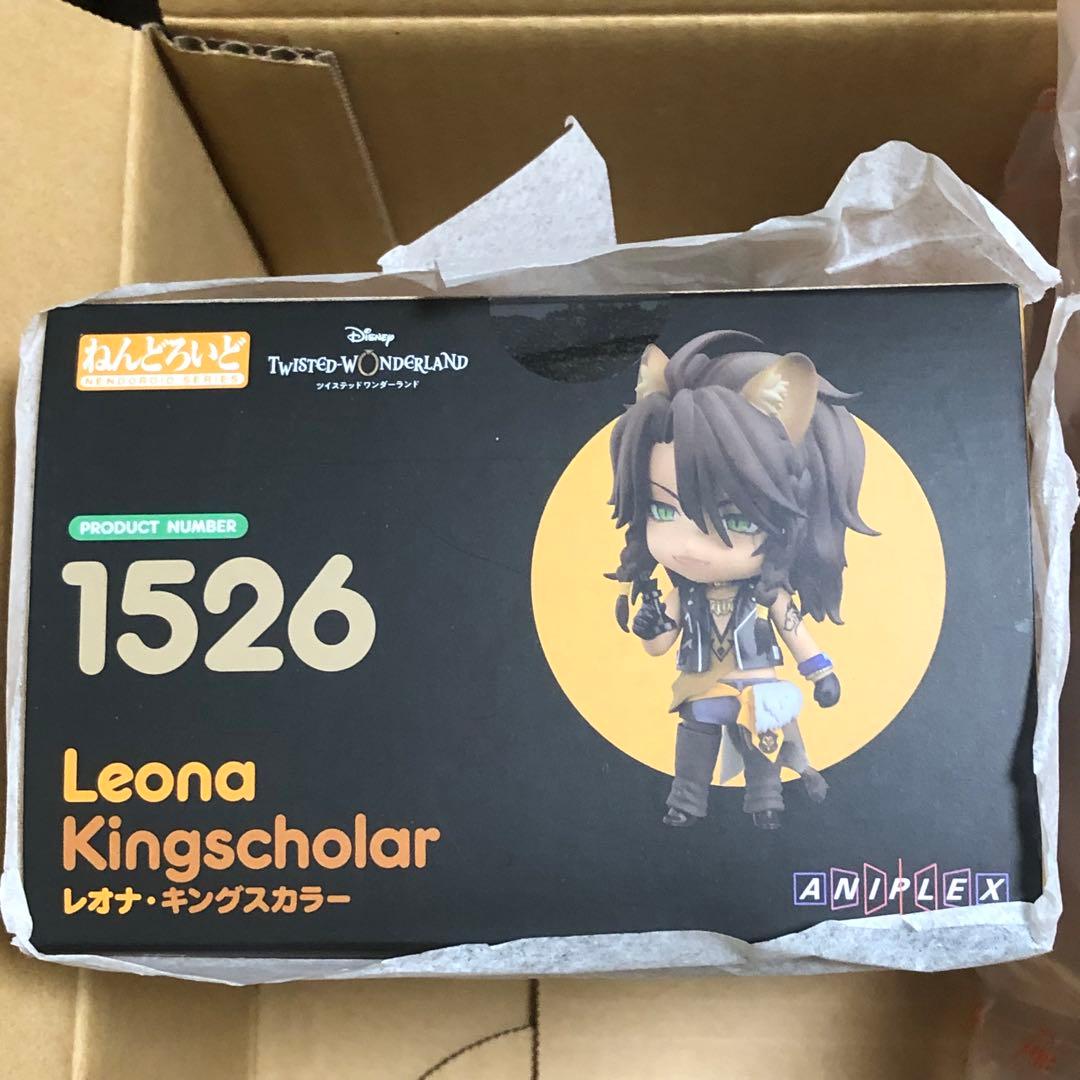 ねんどろいど
NENDOROID SERIES
Disney
TWISTED-WONDERLAND
ツイステッドワンダーランド
PRODUCT NUMBER
1526
Leona
Kingscholar
レオナ・キングスカラー
ANIPLEX